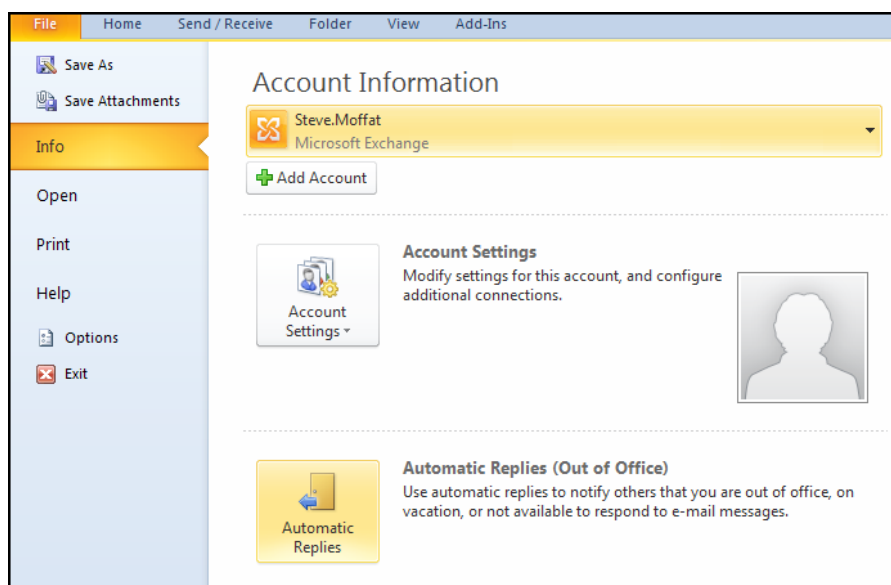 File Home Send / Receive Folder View Add-Ins
Save As
Save Attachments
Info
Open
Print
Help
Options
Exit
Account Information
Steve.Moffat
Microsoft Exchange
Add Account
Account
Settings
Account Settings
Modify settings for this account, and configure
additional connections.
Automatic
Replies
Automatic Replies (Out of Office)
Use automatic replies to notify others that you are out of office, on
vacation, or not available to respond to e-mail messages.